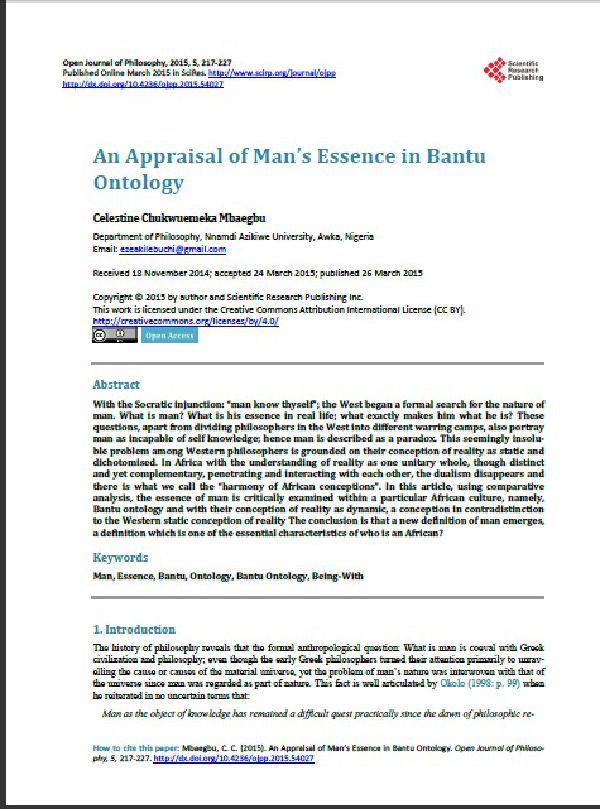 Open Journal of Philosophy, 2015, 5, 217-227
Published Online March 2015 in SciRes. http://www.scirp.org/journal/ojpp
http://dx.doi.org/10.4236/ojpp.2015.54027
Scientific
Research
Publishing
An Appraisal of Man's Essence in Bantu
Ontology
Celestine Chukwuemeka Mbaegbu
Department of Philosophy, Nnamdi Azikiwe University, Awka, Nigeria
Email: ezeakilebuchi@gmail.com
Received 18 November 2014; accepted 24 March 2015; published 26 March 2015
Copyright © 2015 by author and Scientific Research Publishing Inc.
This work is licensed under the Creative Commons Attribution International License (CC BY).
http://creativecommons.org/licenses/by/4.0/
CC BY Open Access
Abstract
With the Socratic injunction: "man know thyself"; the West began a formal search for the nature of
man. What is man? What is his essence in real life; what exactly makes him what he is? These
questions, apart from dividing philosophers in the West into different warring camps, also portray
man as incapable of self knowledge; hence man is described as a paradox. This seemingly insolu-
ble problem among Western philosophers is grounded on their conception of reality as static and
dichotomised. In Africa with the understanding of reality as one unitary whole, though distinct
and yet complementary, penetrating and interacting with each other, the dualism disappears and
there is what we call the "harmony of African conceptions". In this article, using comparative
analysis, the essence of man is critically examined within a particular African culture, namely,
Bantu ontology and with their conception of reality as dynamic, a conception in contradistinction
to the Western static conception of reality The conclusion is that a new definition of man emerges,
a definition which is one of the essential characteristics of who is an African?
Keywords
Man, Essence, Bantu, Ontology, Bantu Ontology, Being-With
1. Introduction
The history of philosophy reveals that the formal anthropological question: What is man is coeval with Greek
civilization and philosophy; even though the early Greek philosophers turned their attention primarily to unrav-
elling the cause or causes of the material universe, yet the problem of man's nature was interwoven with that of
the universe since man was regarded as part of nature. This fact is well articulated by Okolo (1998: p. 99) when
he reiterated in no uncertain terms that:
Man as the object of knowledge has remained a difficult quest practically since the dawn of philosophic re-
How to cite this paper: Mbaegbu, C. C. (2015). An Appraisal of Man's Essence in Bantu Ontology. Open Journal of Philoso-
phy, 5, 217-227. http://dx.doi.org/10.4236/ojpp.2015.54027